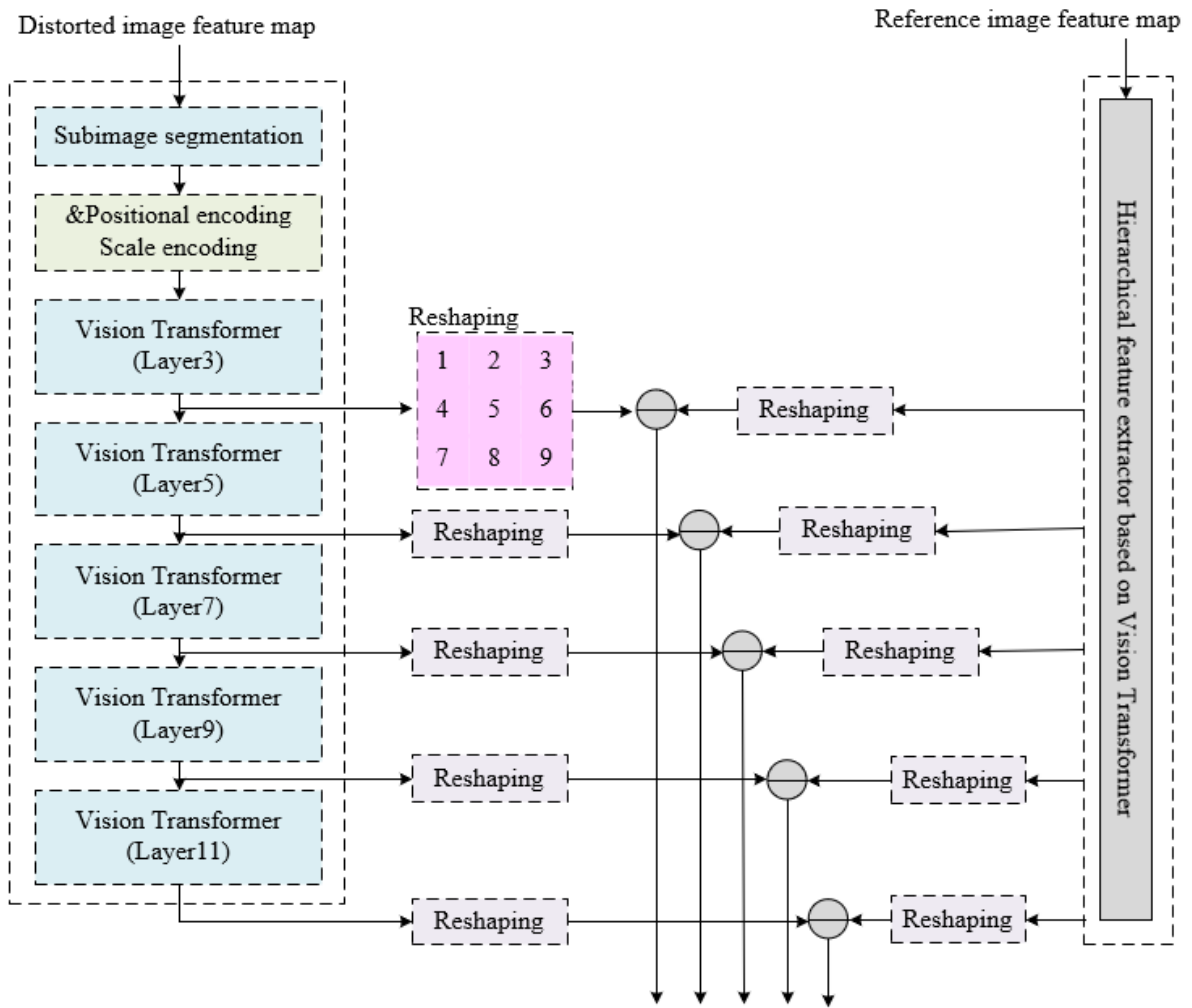 Distorted image feature map
Reference image feature map
Subimage segmentation
&Positional encoding
Scale encoding
Vision Transformer
(Layer3)
Reshaping
1 2 3
4 5 6
7 8 9
Reshaping
Vision Transformer
(Layer5)
Reshaping
Reshaping
Vision Transformer
(Layer7)
Reshaping
Reshaping
Vision Transformer
(Layer9)
Reshaping
Reshaping
Vision Transformer
(Layer11)
Reshaping
Reshaping
Hierarchical feature extractor based on Vision Transformer